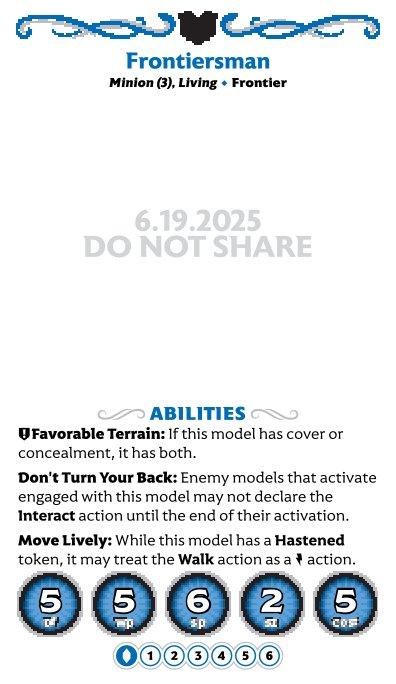 Frontiersman
Minion (3), Living ♦ Frontier
6.19.2025
DO NOT SHARE
ABILITIES
Favorable Terrain: If this model has cover or
concealment, it has both.
Don't Turn Your Back: Enemy models that activate
engaged with this model may not declare the
Interact action until the end of their activation.
Move Lively: While this model has a Hastened
token, it may treat the Walk action as a action.
5 5 6 2 5
Df Wp Sp Sz Cost
1 2 3 4 5 6